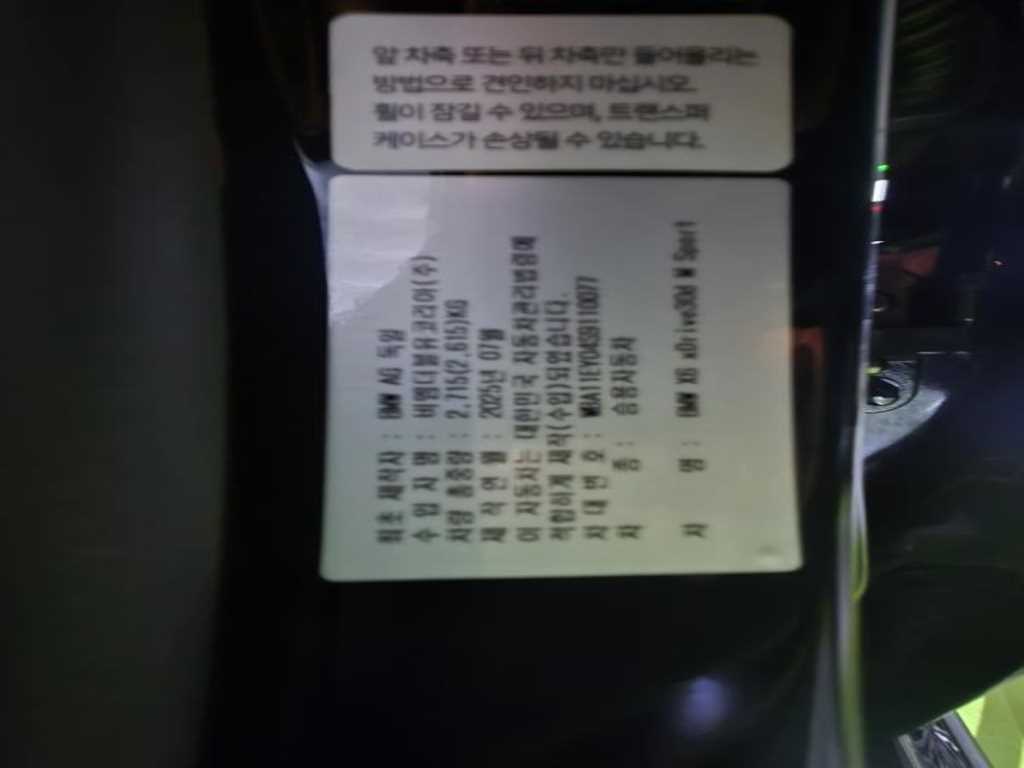 앞 차축 또는 뒤 차축만 들어올리는
방법으로 견인하지 마십시오.
휠이 잠길 수 있으며, 트랜스퍼
케이스가 손상될 수 있습니다.
최초 제작자 : BMW AG 독일
수 입 자 명 : 비엠더블유코리아(주)
차량 총중량 : 2,715(2,615)KG
제 작 연 월 : 2025년 07월
이 자동차는 대한민국 자동차관리법령에
적합하게 제작(수입)되었습니다.
차 대 번 호 :
차 종 : 승용자동차
차 명 : BMW X6 xDrive30d M Sport